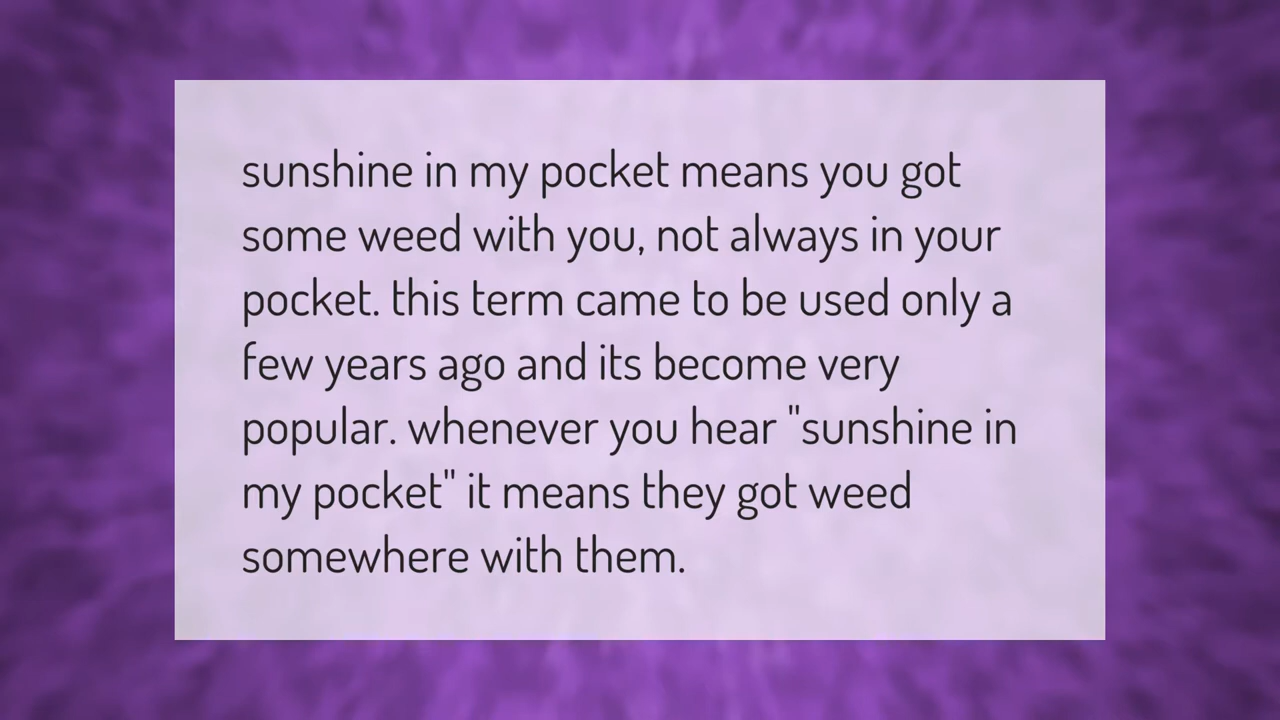 sunshine in my pocket means you got
some weed with you, not always in your
pocket. this term came to be used only a
few years ago and its become very
popular. whenever you hear "sunshine in
my pocket" it means they got weed
somewhere with them.